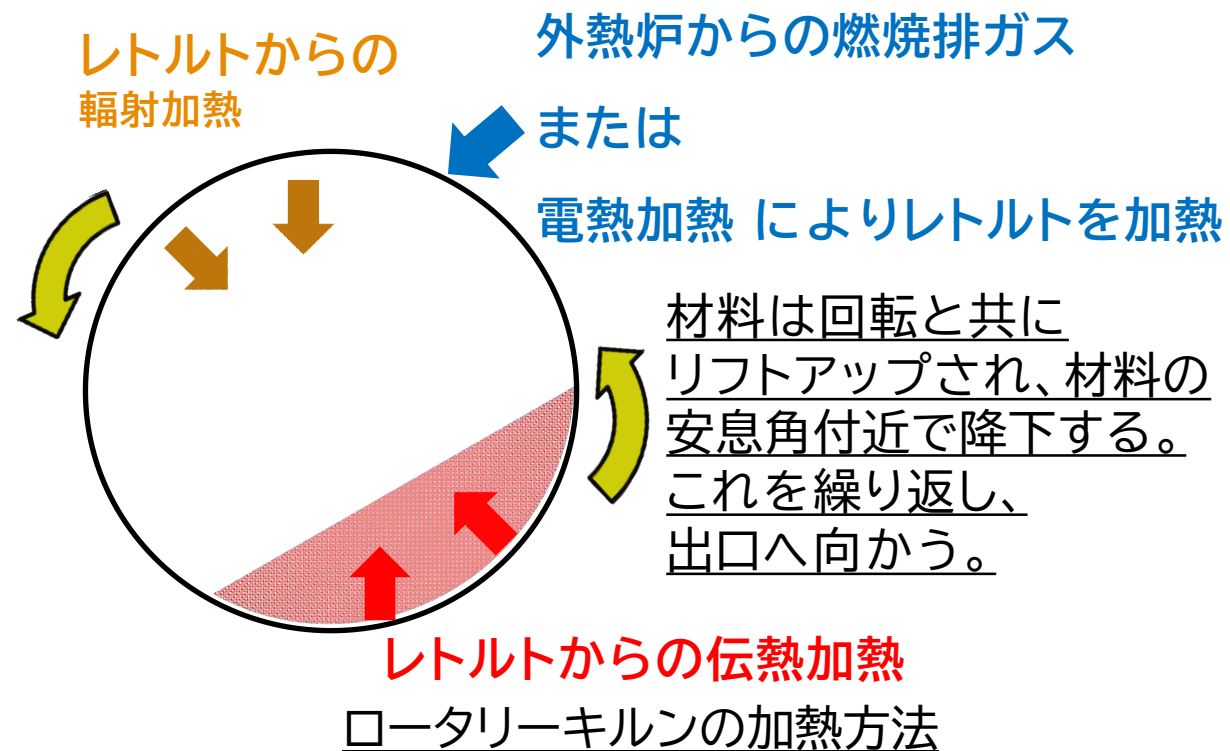 レトルトからの
輻射加熱
外熱炉からの燃焼排ガス
または
電熱加熱 によりレトルトを加熱
材料は回転と共に
リフトアップされ、材料の
安息角付近で降下する。
これを繰り返し、
出口へ向かう。
レトルトからの伝熱加熱
ロータリーキルンの加熱方法